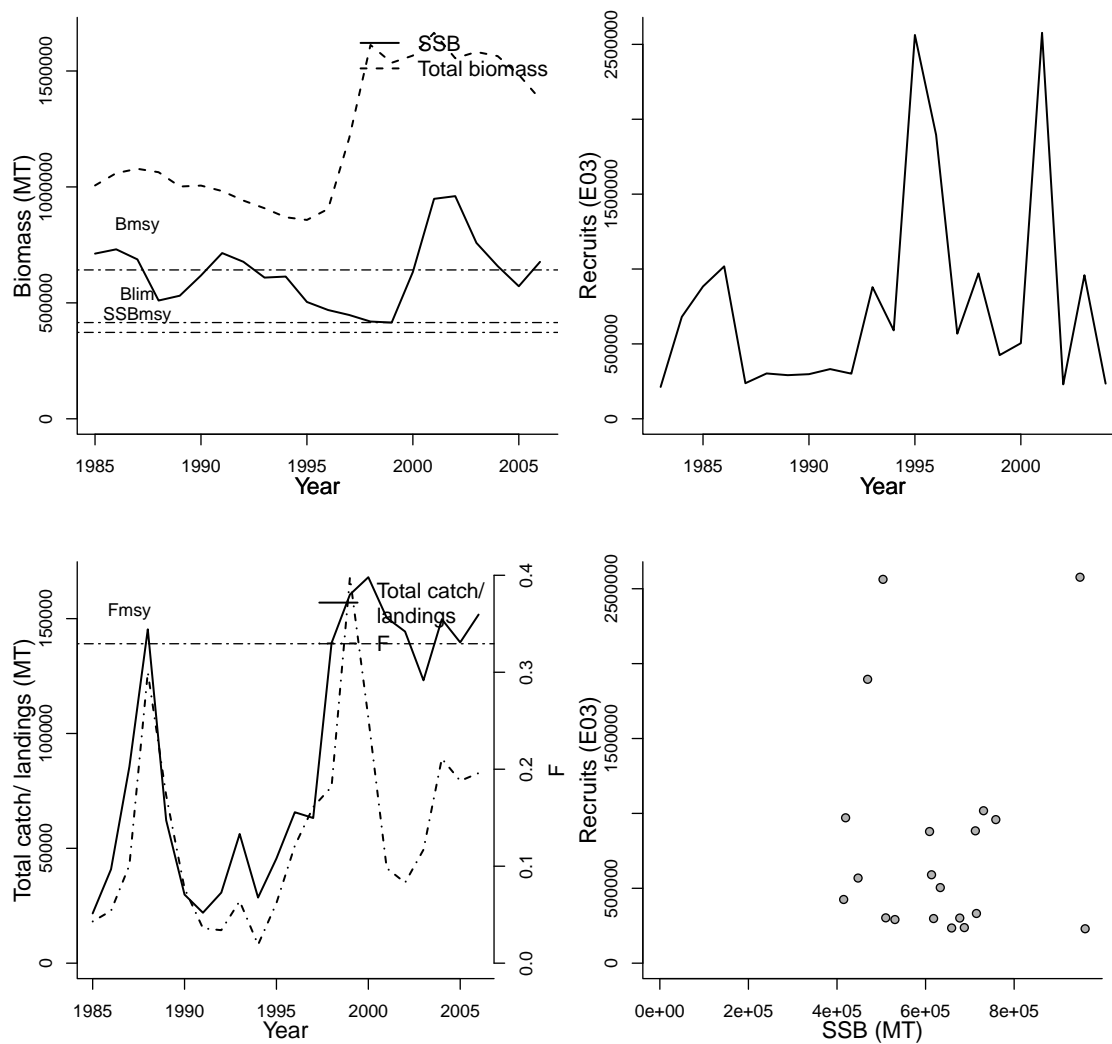 SSB
Total biomass
Bmsy
Blim
SSBmsy
Biomass (MT)
0
500000
1000000
1500000
1985
1990
1995
2000
2005
Year
Recruits (E03)
0
500000
1500000
2500000
1985
1990
1995
2000
Year
Total catch/
landings
F
Fmsy
Total catch/ landings (MT)
0
50000
100000
150000
0.0
0.1
0.2
0.3
0.4
F
1985
1990
1995
2000
2005
Year
Recruits (E03)
0
500000
1500000
2500000
0e+00
2e+05
4e+05
6e+05
8e+05
SSB (MT)